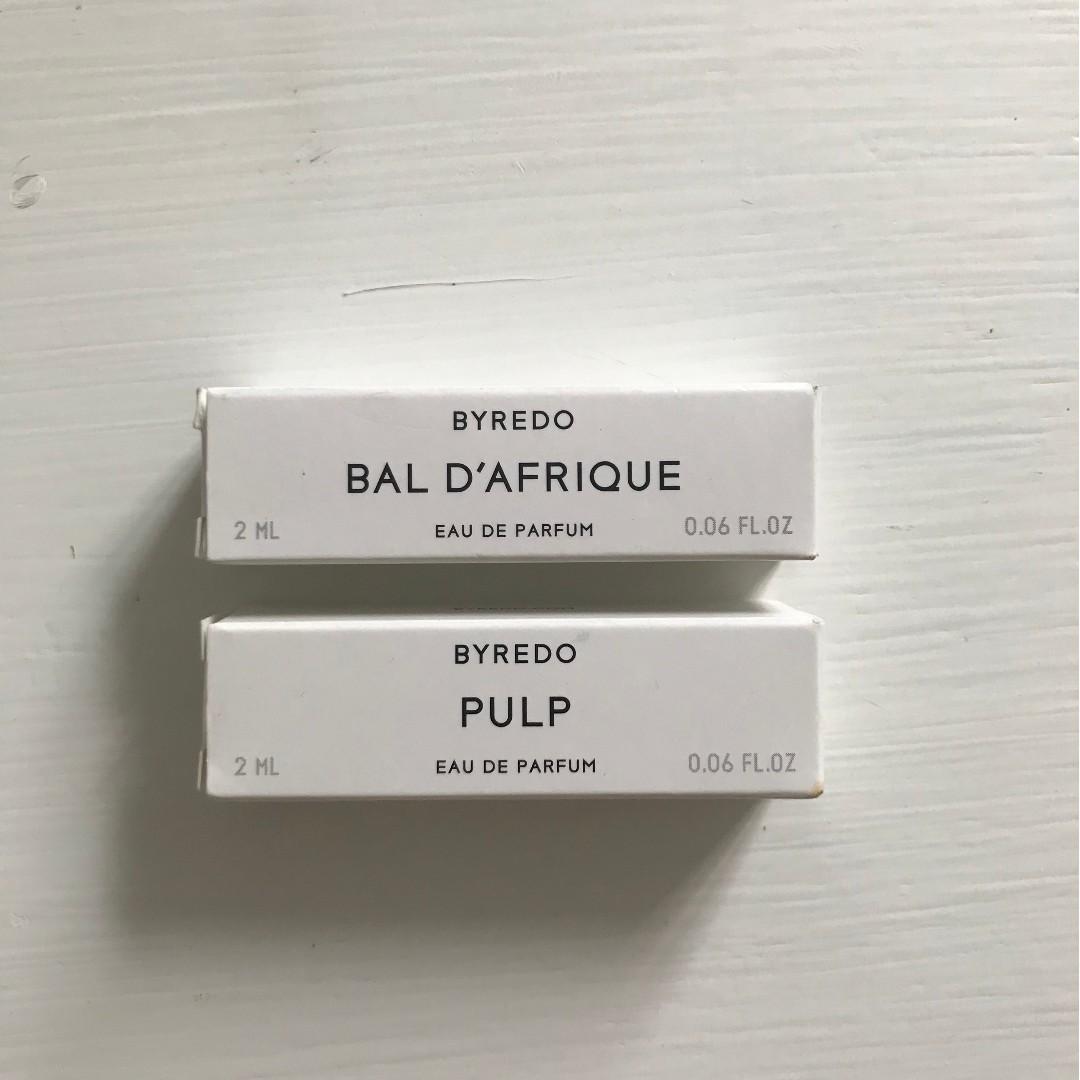 BYREDO
BAL D'AFRIQUE
2 ML EAU DE PARFUM 0.06 FL.OZ
BYREDO
PULP
2 ML EAU DE PARFUM 0.06 FL.OZ